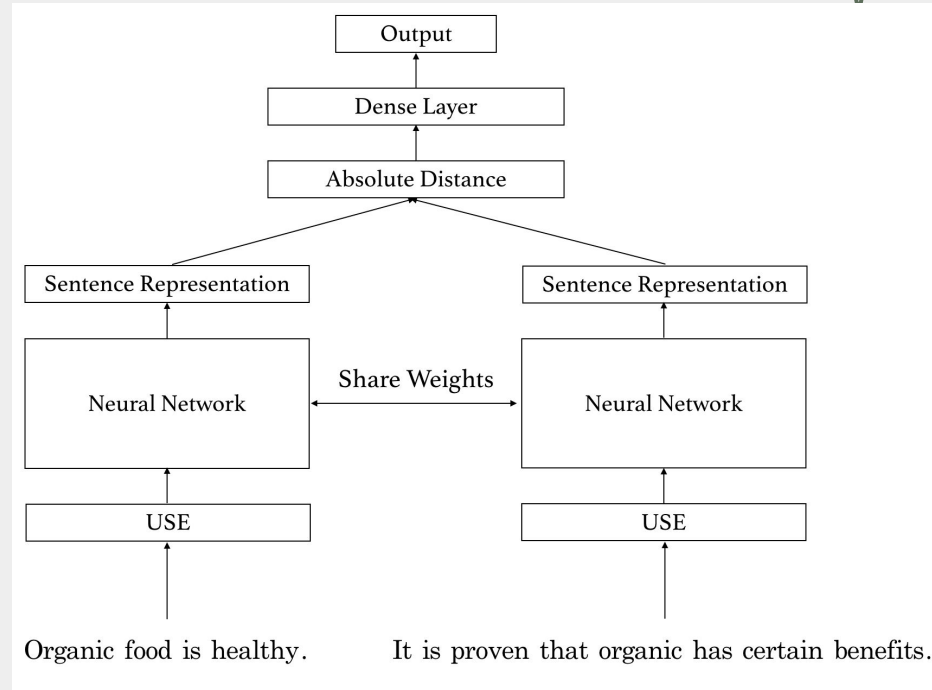 Output
Dense Layer
Absolute Distance
Sentence Representation
Sentence Representation
Neural Network
Share Weights
Neural Network
USE
USE
Organic food is healthy.
It is proven that organic has certain benefits.